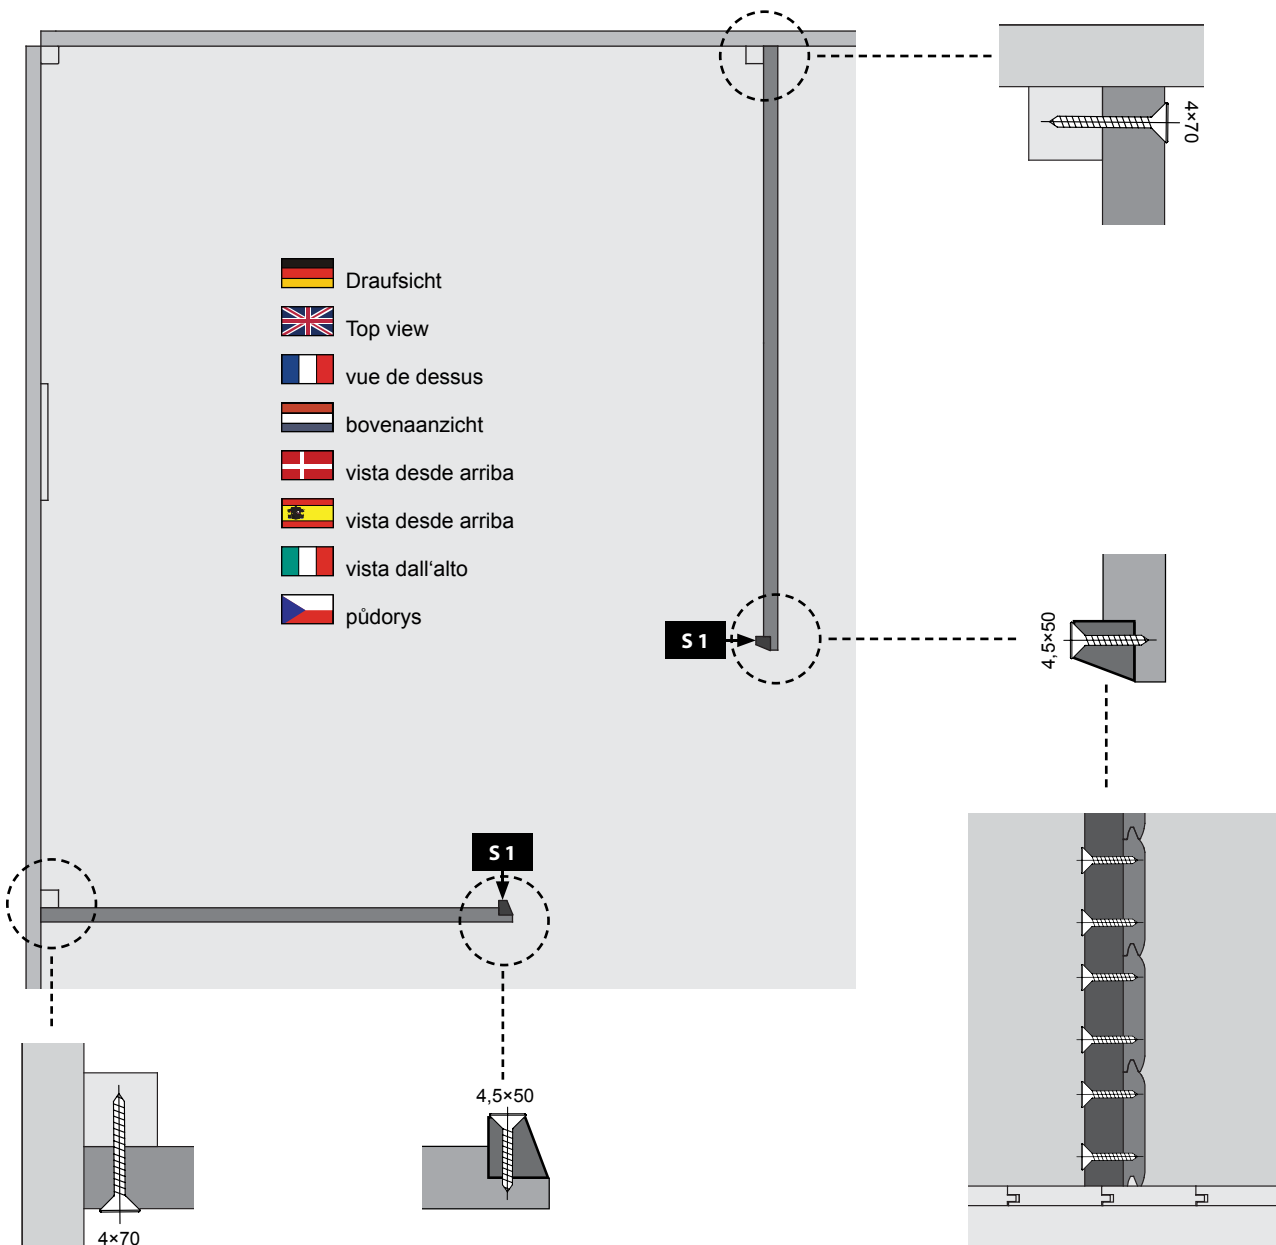 4×70
Draufsicht
Top view
vue de dessus
bovenaanzicht
vista desde arriba
vista desde arriba
vista dall‘alto
půdorys
S 1
4,5×50
S 1
4,5×50
4×70